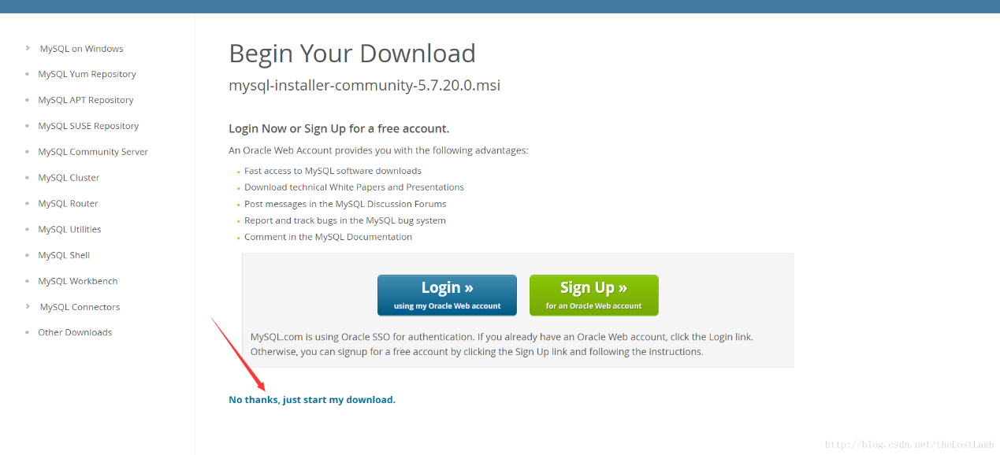 MySQL on Windows
MySQL Yum Repository
MySQL APT Repository
MySQL SUSE Repository
MySQL Community Server
MySQL Cluster
MySQL Router
MySQL Utilities
MySQL Shell
MySQL Workbench
MySQL Connectors
Other Downloads
Begin Your Download
mysql-installer-community-5.7.20.0.msi
Login Now or Sign Up for a free account.
An Oracle Web Account provides you with the following advantages:
Fast access to MySQL software downloads
Download technical White Papers and Presentations
Post messages in the MySQL Discussion Forums
Report and track bugs in the MySQL bug system
Comment in the MySQL Documentation
Login »
using my Oracle Web account
Sign Up »
for an Oracle Web account
MySQL.com is using Oracle SSO for authentication. If you already have an Oracle Web account, click the Login link.
Otherwise, you can signup for a free account by clicking the Sign Up link and following the instructions.
No thanks, just start my download.
http://blog.csdn.net/theLostLamb